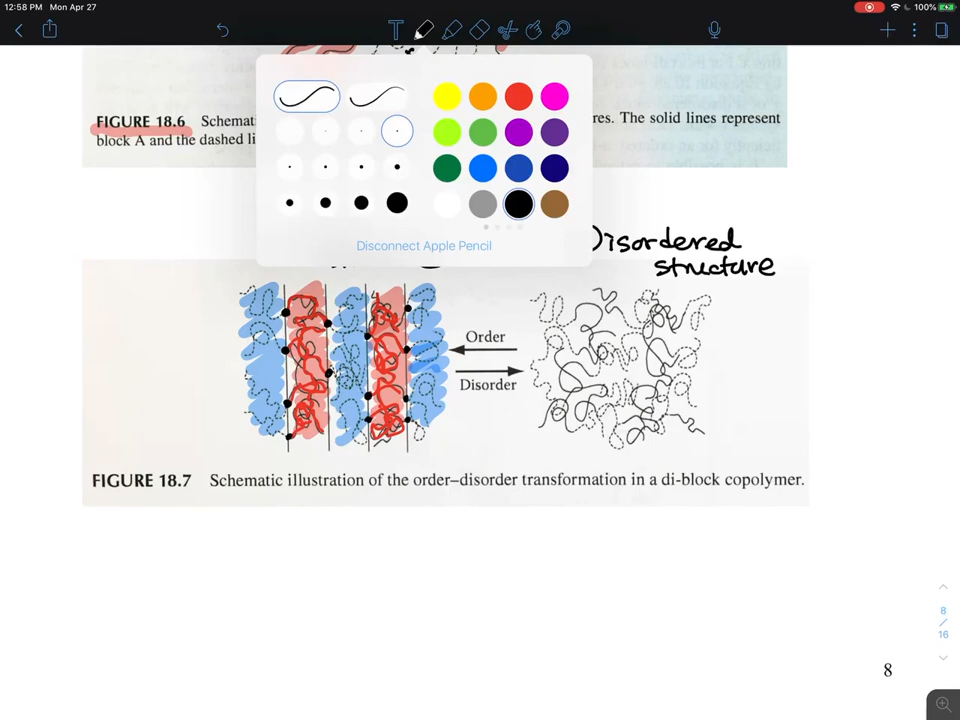 12:58 PM Mon Apr 27
100%
T
FIGURE 18.6 Schemat
res. The solid lines represent
block A and the dashed li
Disconnect Apple Pencil
Disordered
structure
Order
Disorder
FIGURE 18.7 Schematic illustration of the order–disorder transformation in a di-block copolymer.
8
/
16
8